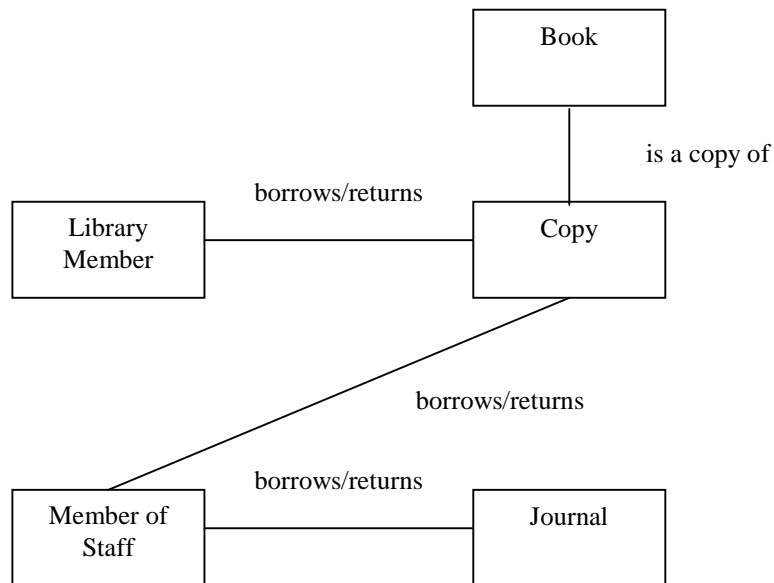 Book
is a copy of
borrows/returns
Library
Member
Copy
borrows/returns
borrows/returns
Member of
Staff
Journal